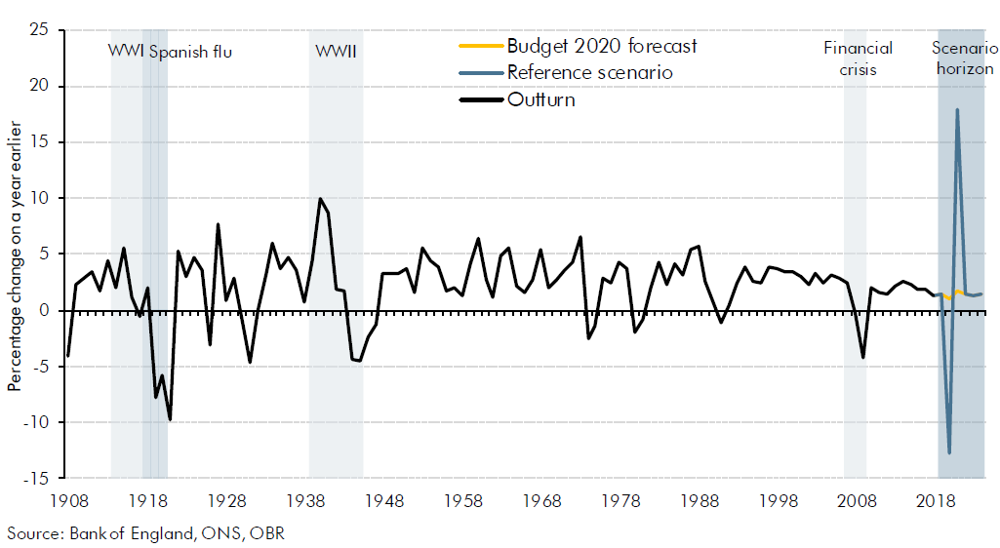 Percentage change on a year earlier
25
20
15
10
5
0
-5
-10
-15
WWI
Spanish flu
WWII
Budget 2020 forecast
Reference scenario
Outturn
Financial
crisis
Scenario
horizon
1908 1918 1928 1938 1948 1958 1968 1978 1988 1998 2008 2018
Source: Bank of England, ONS, OBR